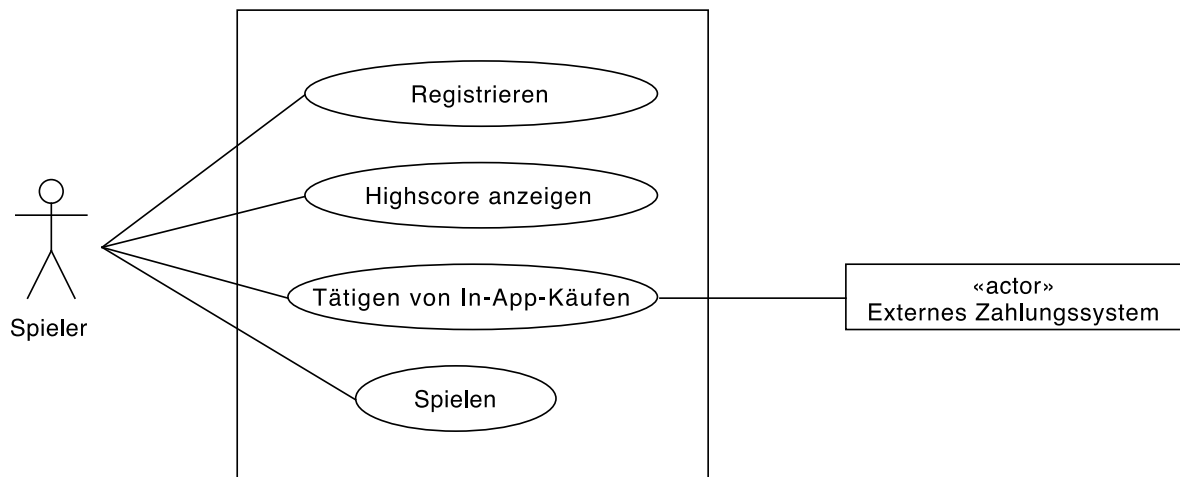 Registrieren
Highscore anzeigen
Tätigen von In-App-Käufen
«actor»
Externes Zahlungssystem
Spieler
Spielen